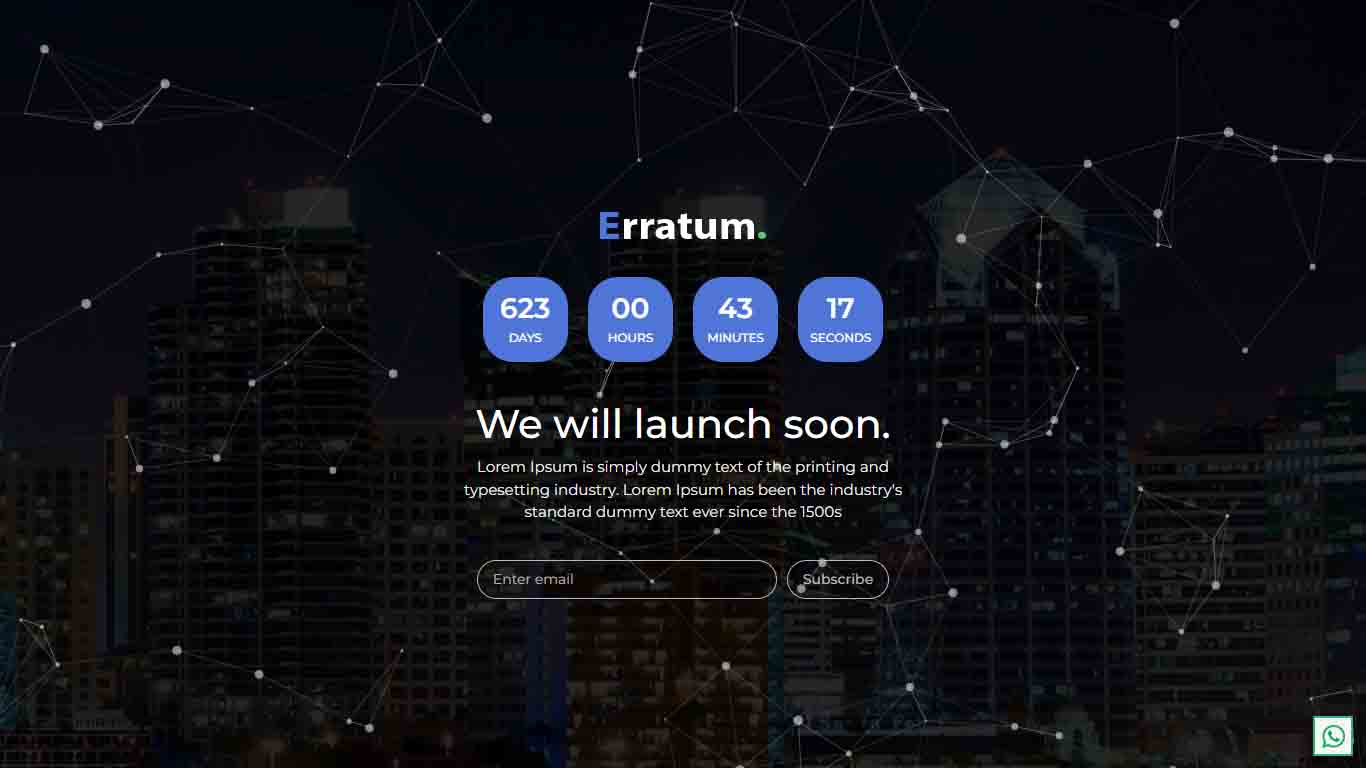 Erratum.
623 00 43 17
DAYS HOURS MINUTES SECONDS
We will launch soon.
Lorem Ipsum is simply dummy text of the printing and
typesetting industry. Lorem Ipsum has been the industry's
standard dummy text ever since the 1500s
Enter email Subscribe